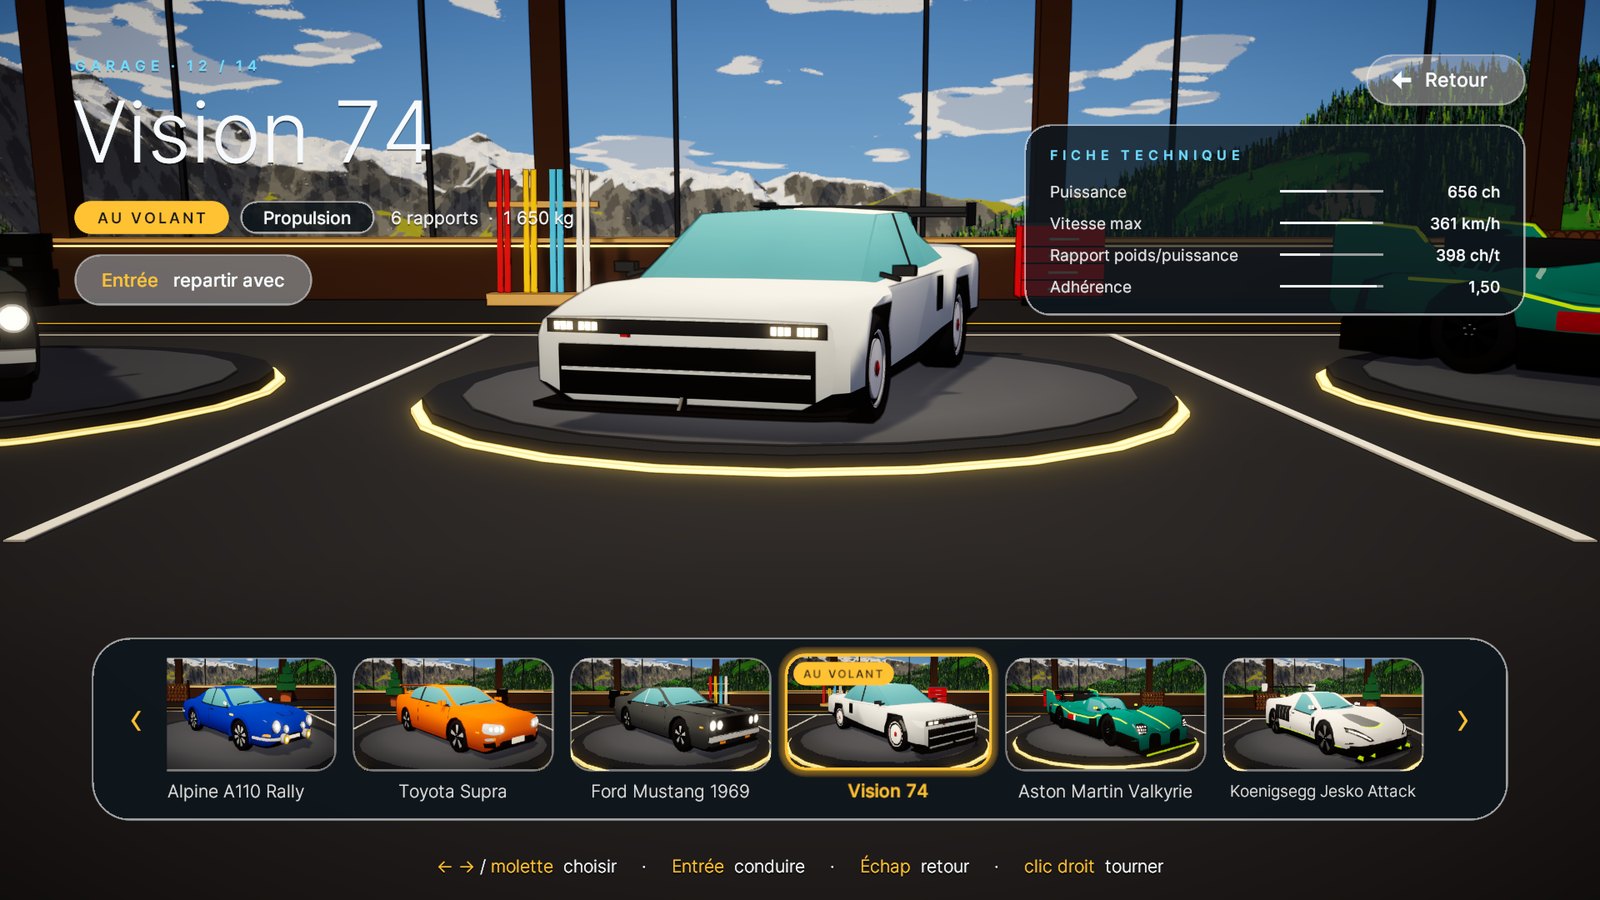 GARAGE · 12 / 14
Vision 74
AU VOLANT
Propulsion
6 rapports · 1 650 kg
Entrée repartir avec
← Retour
FICHE TECHNIQUE
Puissance 656 ch
Vitesse max 361 km/h
Rapport poids/puissance 398 ch/t
Adhérence 1,50
AU VOLANT
Alpine A110 Rally
Toyota Supra
Ford Mustang 1969
Vision 74
Aston Martin Valkyrie
Koenigsegg Jesko Attack
← → / molette choisir · Entrée conduire · Échap retour · clic droit tourner